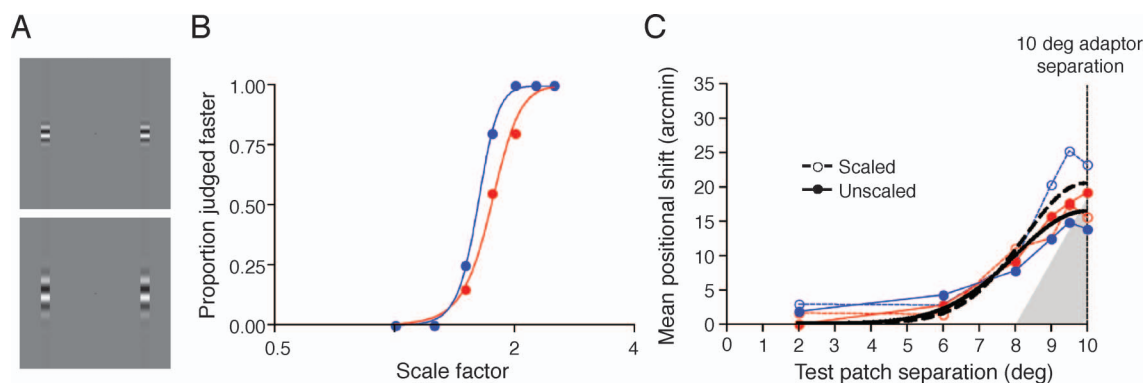 A
B
1.00
0.75
0.50
0.25
0.00
Proportion judged faster
0.5
2
4
Scale factor
C
10 deg adaptor
separation
35
30
25
20
15
10
5
0
Mean positional shift (arcmin)
Scaled
Unscaled
0 1 2 3 4 5 6 7 8 9 10
Test patch separation (deg)